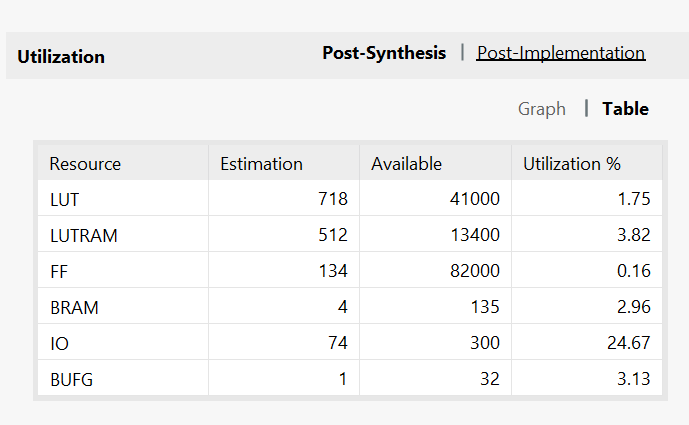 Utilization Post-Synthesis | Post-Implementation
Graph | Table
Resource Estimation Available Utilization %
LUT 718 41000 1.75
LUTRAM 512 13400 3.82
FF 134 82000 0.16
BRAM 4 135 2.96
IO 74 300 24.67
BUFG 1 32 3.13